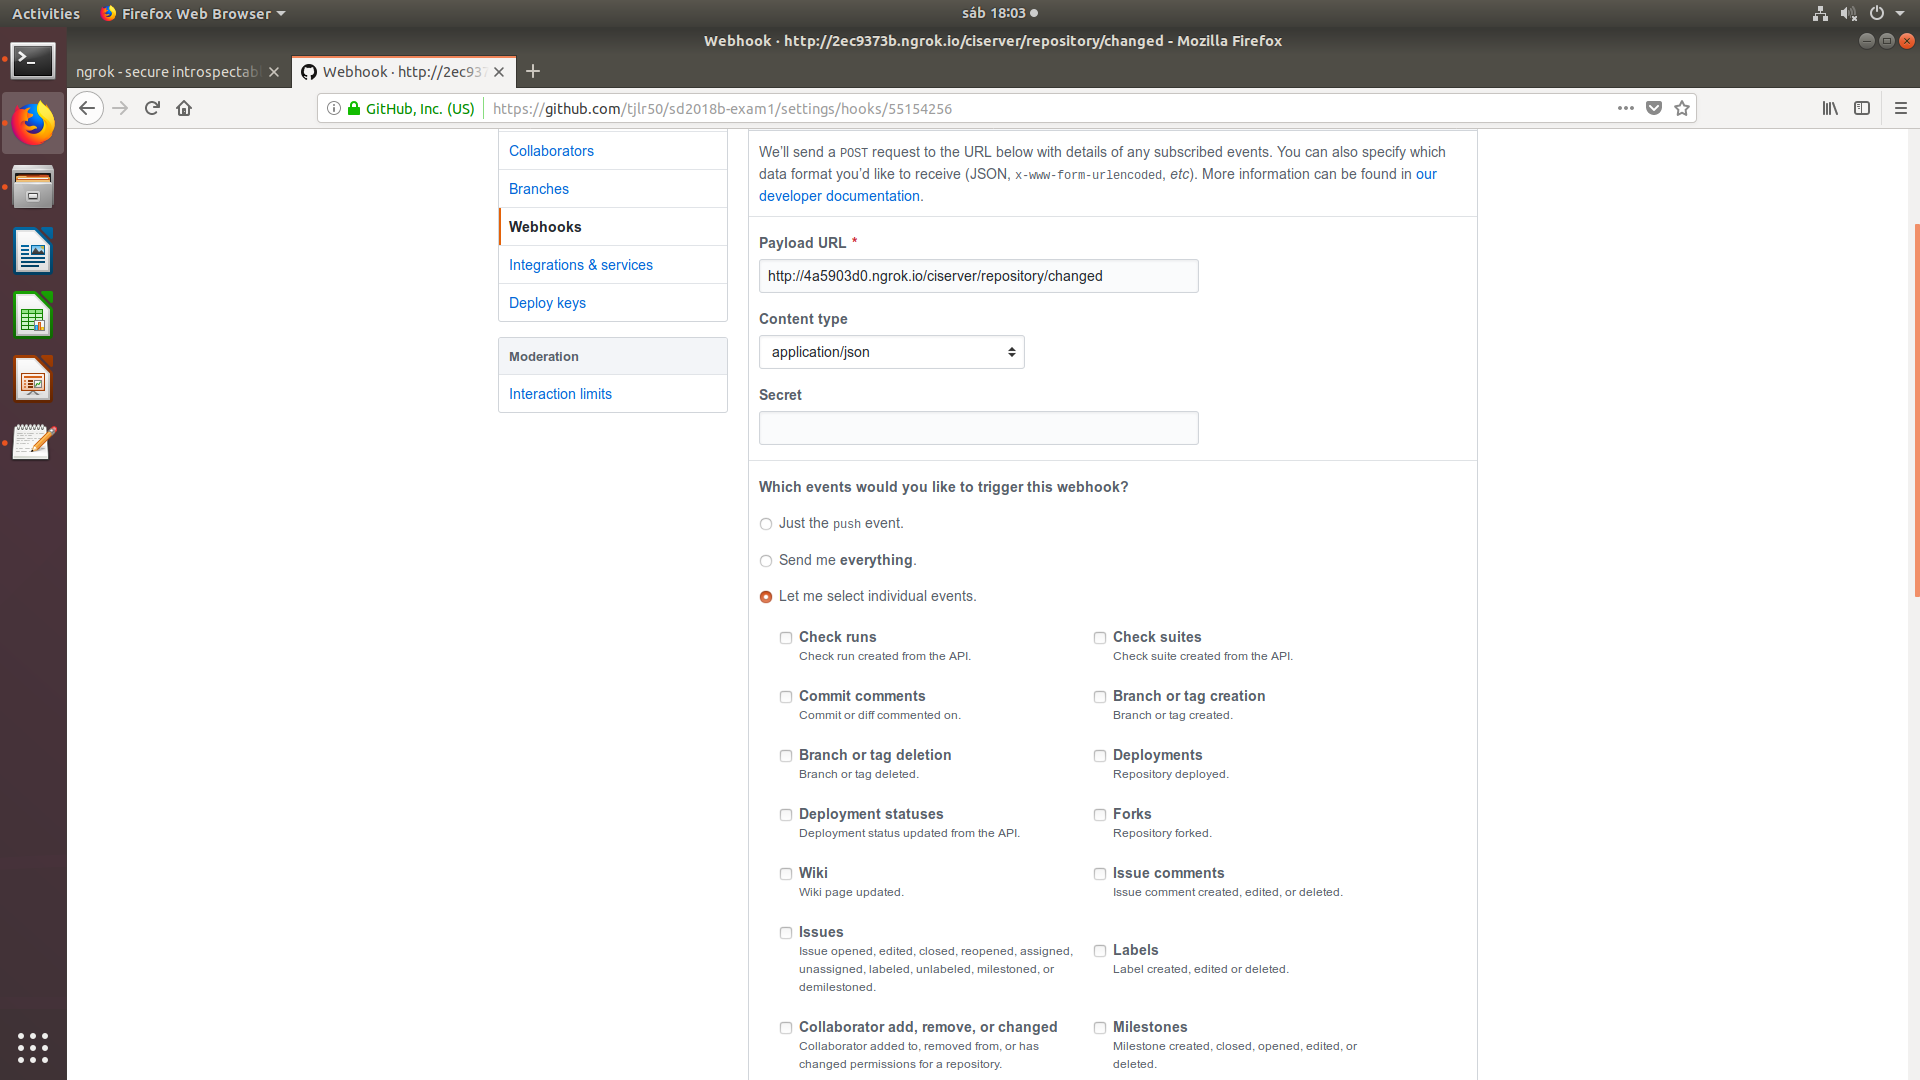 Activities Firefox Web Browser sáb 18:03
Webhook · http://2ec9373b.ngrok.io/ciserver/repository/changed - Mozilla Firefox
ngrok - secure introspectab Webhook · http://2ec937
GitHub, Inc. (US) https://github.com/tjlr50/sd2018b-exam1/settings/hooks/55154256
Collaborators
Branches
Webhooks
Integrations & services
Deploy keys
Moderation
Interaction limits
We'll send a POST request to the URL below with details of any subscribed events. You can also specify which
data format you'd like to receive (JSON, x-www-form-urlencoded, etc). More information can be found in our
developer documentation.
Payload URL *
http://4a5903d0.ngrok.io/ciserver/repository/changed
Content type
application/json
Secret
Which events would you like to trigger this webhook?
Just the push event.
Send me everything.
Let me select individual events.
Check runs
Check run created from the API.
Check suites
Check suite created from the API.
Commit comments
Commit or diff commented on.
Branch or tag creation
Branch or tag created.
Branch or tag deletion
Branch or tag deleted.
Deployments
Repository deployed.
Deployment statuses
Deployment status updated from the API.
Forks
Repository forked.
Wiki
Wiki page updated.
Issue comments
Issue comment created, edited, or deleted.
Issues
Issue opened, edited, closed, reopened, assigned,
unassigned, labeled, unlabeled, milestoned, or
demilestoned.
Labels
Label created, edited or deleted.
Collaborator add, remove, or changed
Collaborator added to, removed from, or has
changed permissions for a repository.
Milestones
Milestone created, closed, opened, edited, or
deleted.